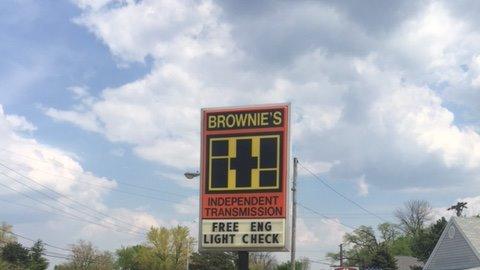 BROWNIE'S
INDEPENDENT
TRANSMISSION
FREE ENG
LIGHT CHECK